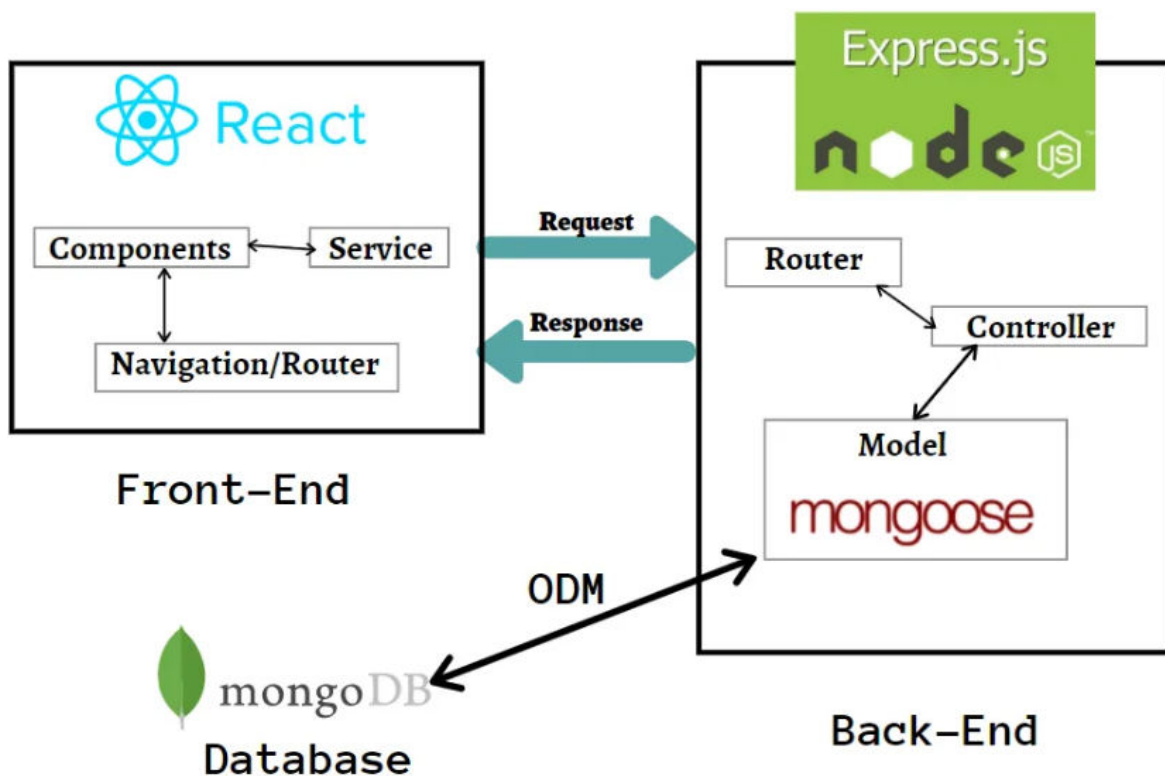 React
Components
Service
Navigation/Router
Front-End
Request
Response
Express.js
node
JS
™
Router
Controller
Model
mongoose
Back-End
ODM
mongoDB
Database